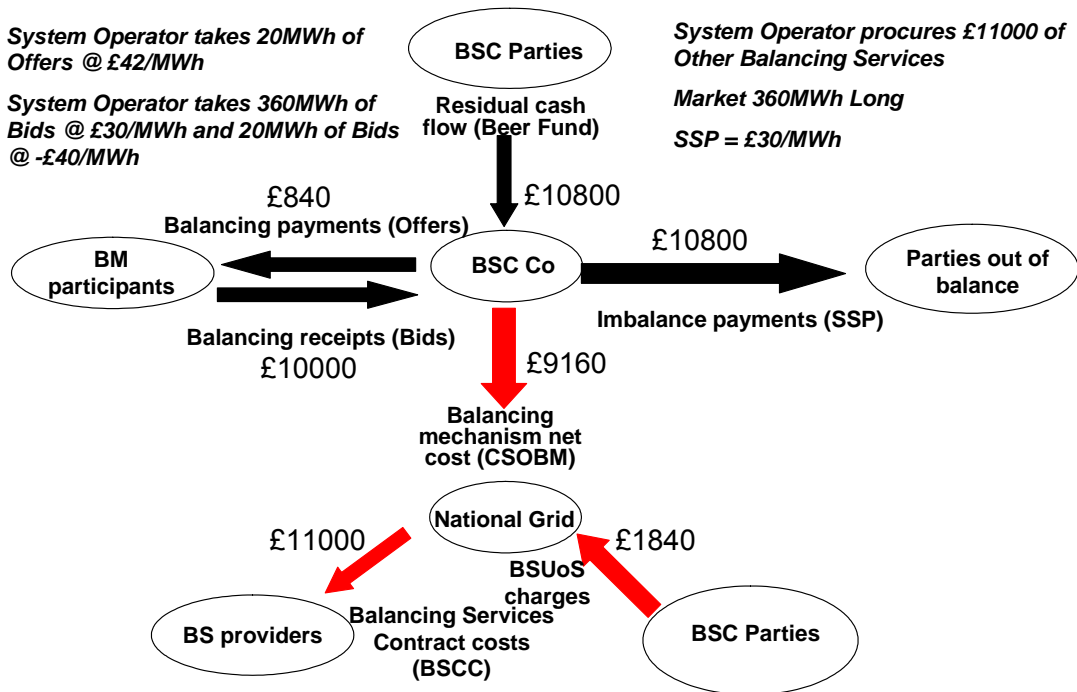 System Operator takes 20MWh of
Offers @ £42/MWh
System Operator takes 360MWh of
Bids @ £30/MWh and 20MWh of Bids
@ -£40/MWh
BSC Parties
Residual cash
flow (Beer Fund)
System Operator procures £11000 of
Other Balancing Services
Market 360MWh Long
SSP = £30/MWh
£10800
£840
Balancing payments (Offers)
BM
participants
BSC Co
£10800
Parties out of
balance
Imbalance payments (SSP)
Balancing receipts (Bids)
£10000
£9160
Balancing
mechanism net
cost (CSOBM)
National Grid
£11000
£1840
BSUoS
charges
BS providers
Balancing Services
Contract costs
(BSCC)
BSC Parties